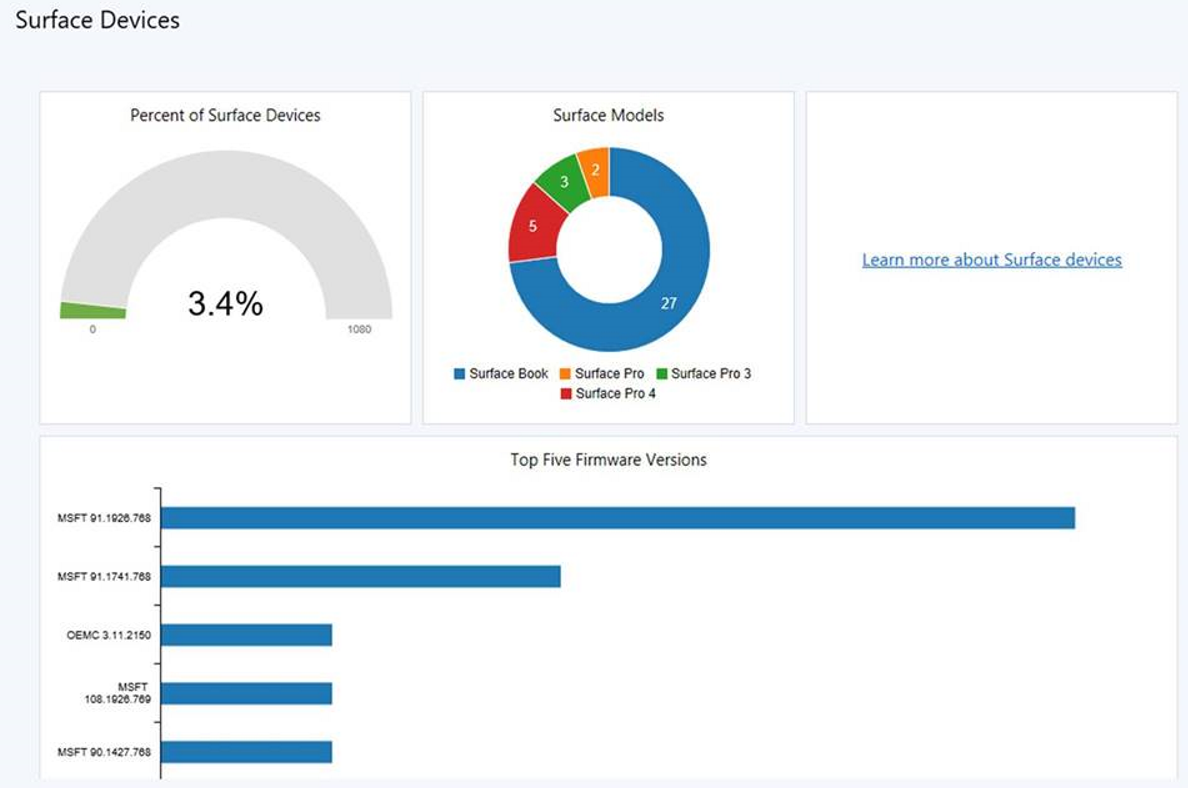 Surface Devices
Percent of Surface Devices
3.4%
0
1080
Surface Models
2
3
5
27
Surface Book
Surface Pro
Surface Pro 3
Surface Pro 4
Learn more about Surface devices
Top Five Firmware Versions
MSFT 91.1926.768
MSFT 91.1741.768
OEMC 3.11.2150
MSFT
108.1926.769
MSFT 90.1427.768